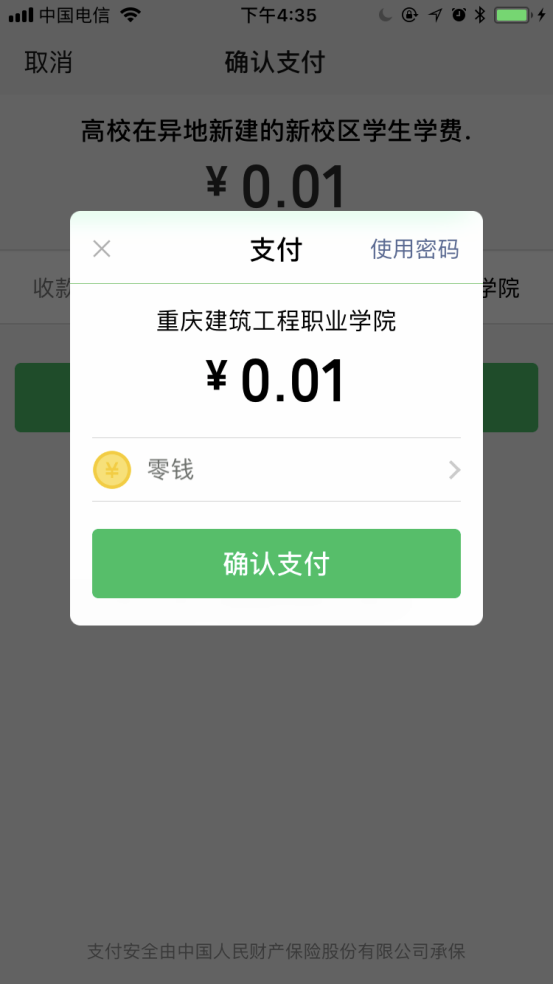 中国电信 下午4:35
取消 确认支付
高校在异地新建的新校区学生学费.
¥ 0.01
支付 使用密码
收款 学院
重庆建筑工程职业学院
¥ 0.01
¥ 零钱
确认支付
支付安全由中国人民财产保险股份有限公司承保